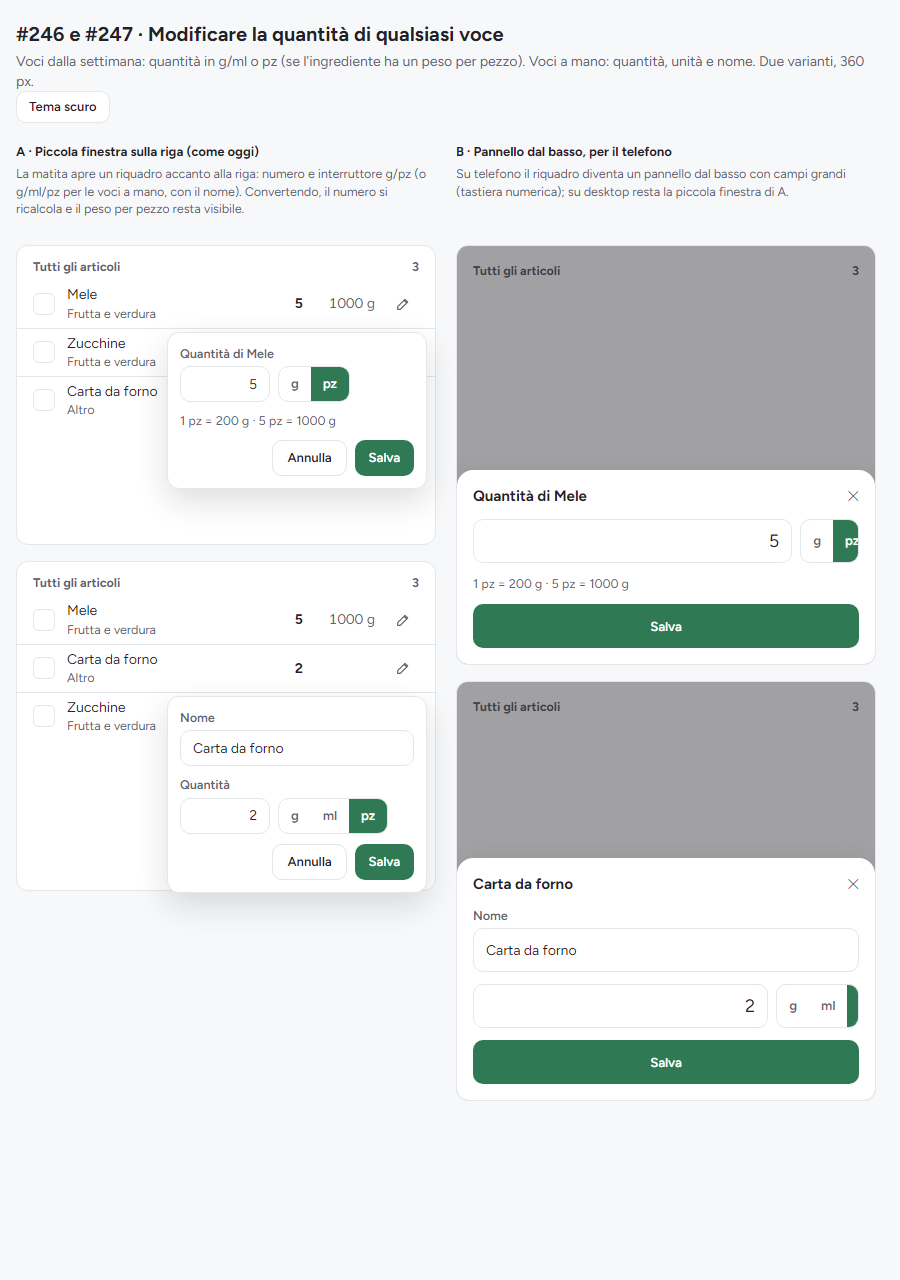 #246 e #247 · Modificare la quantità di qualsiasi voce
Voci dalla settimana: quantità in g/ml o pz (se l'ingrediente ha un peso per pezzo). Voci a mano: quantità, unità e nome. Due varianti, 360
px.
Tema scuro
A · Piccola finestra sulla riga (come oggi)
La matita apre un riquadro accanto alla riga: numero e interruttore g/pz (o
g/ml/pz per le voci a mano, con il nome). Convertendo, il numero si
ricalcola e il peso per pezzo resta visibile.
Tutti gli articoli 3
Mele 5 1000 g
Frutta e verdura
Zucchine
Frutta e verdura
Carta da forno
Altro
Quantità di Mele
5 g pz
1 pz = 200 g · 5 pz = 1000 g
Annulla Salva
Tutti gli articoli 3
Mele 5 1000 g
Frutta e verdura
Carta da forno 2
Altro
Zucchine
Frutta e verdura
Nome
Carta da forno
Quantità
2 g ml pz
Annulla Salva
B · Pannello dal basso, per il telefono
Su telefono il riquadro diventa un pannello dal basso con campi grandi
(tastiera numerica); su desktop resta la piccola finestra di A.
Tutti gli articoli 3
Quantità di Mele
5 g pz
1 pz = 200 g · 5 pz = 1000 g
Salva
Tutti gli articoli 3
Carta da forno
Nome
Carta da forno
2 g ml
Salva